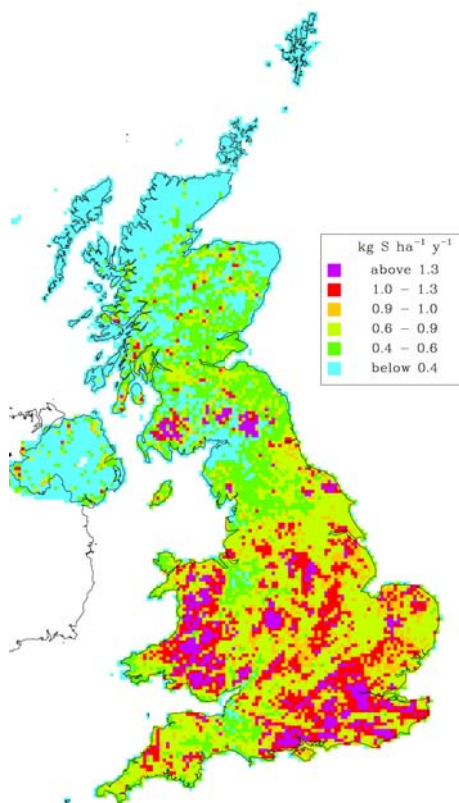 kg S ha⁻¹ y⁻¹
above 1.3
1.0 – 1.3
0.9 – 1.0
0.6 – 0.9
0.4 – 0.6
below 0.4